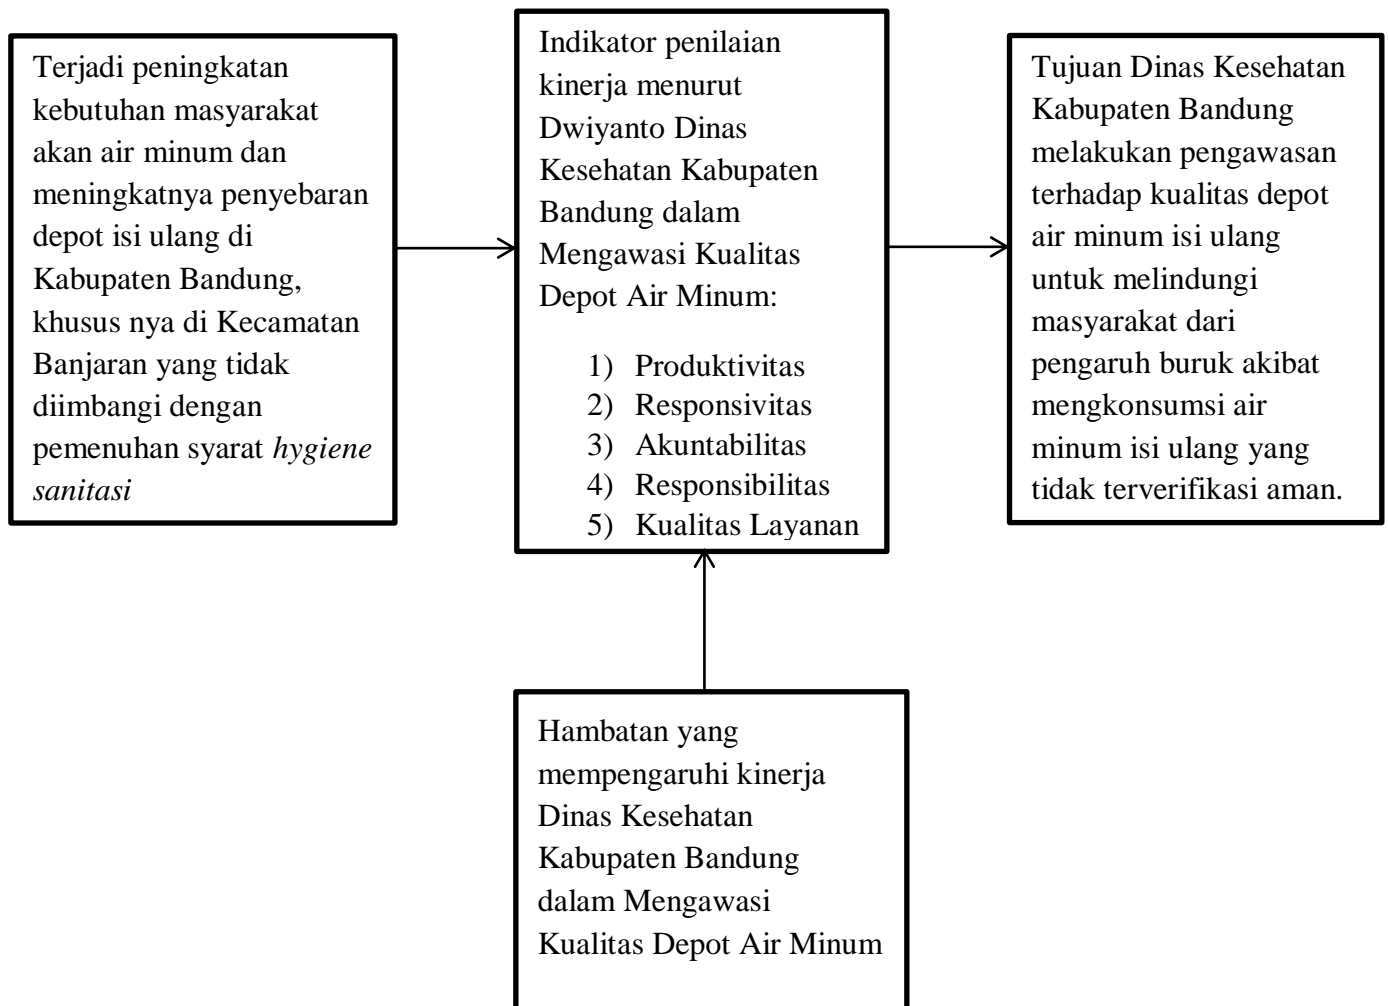 Terjadi peningkatan
kebutuhan masyarakat
akan air minum dan
meningkatnya penyebaran
depot isi ulang di
Kabupaten Bandung,
khusus nya di Kecamatan
Banjaran yang tidak
diimbangi dengan
pemenuhan syarat hygiene
sanitasi
Indikator penilaian
kinerja menurut
Dwiyanto Dinas
Kesehatan Kabupaten
Bandung dalam
Mengawasi Kualitas
Depot Air Minum:
1) Produktivitas
2) Responsivitas
3) Akuntabilitas
4) Responsibilitas
5) Kualitas Layanan
Tujuan Dinas Kesehatan
Kabupaten Bandung
melakukan pengawasan
terhadap kualitas depot
air minum isi ulang
untuk melindungi
masyarakat dari
pengaruh buruk akibat
mengkonsumsi air
minum isi ulang yang
tidak terverifikasi aman.
Hambatan yang
mempengaruhi kinerja
Dinas Kesehatan
Kabupaten Bandung
dalam Mengawasi
Kualitas Depot Air Minum